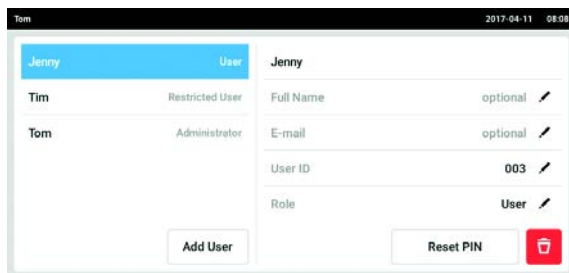 Tom 2017-04-11 08:08
Jenny User
Tim Restricted User
Tom Administrator
Add User
Jenny
Full Name optional
E-mail optional
User ID 003
Role User
Reset PIN